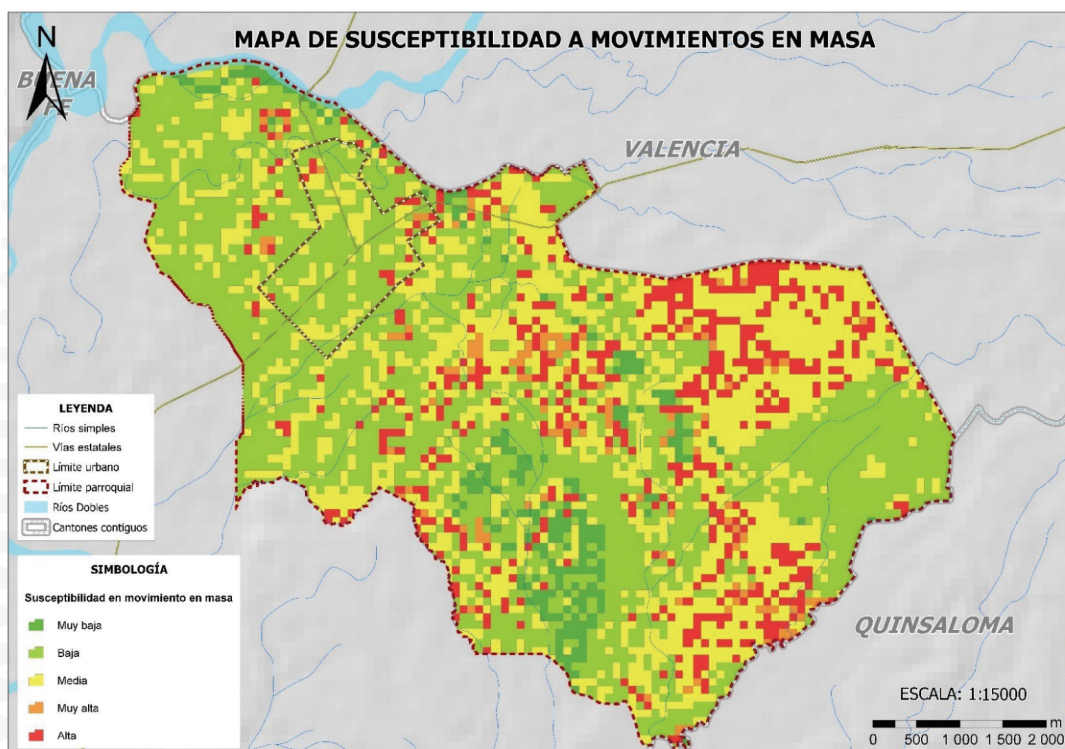 MAPA DE SUSCEPTIBILIDAD A MOVIMIENTOS EN MASA
N
BUENA
FE
VALENCIA
QUINSALOMA
LEYENDA
Ríos simples
Vías estatales
Límite urbano
Límite parroquial
Ríos Dobles
Cantones contiguos
SIMBOLOGÍA
Susceptibilidad en movimiento en masa
Muy baja
Baja
Media
Muy alta
Alta
ESCALA: 1:15000
m
0 500 1 000 1 500 2 000